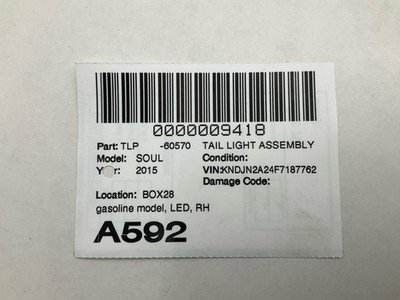 0000009418
Part: TLP -60570 TAIL LIGHT ASSEMBLY
Model: SOUL Condition:
Year: 2015 VIN:KNDJN2A24F7187762
Damage Code:
Location: BOX28
gasoline model, LED, RH
A592